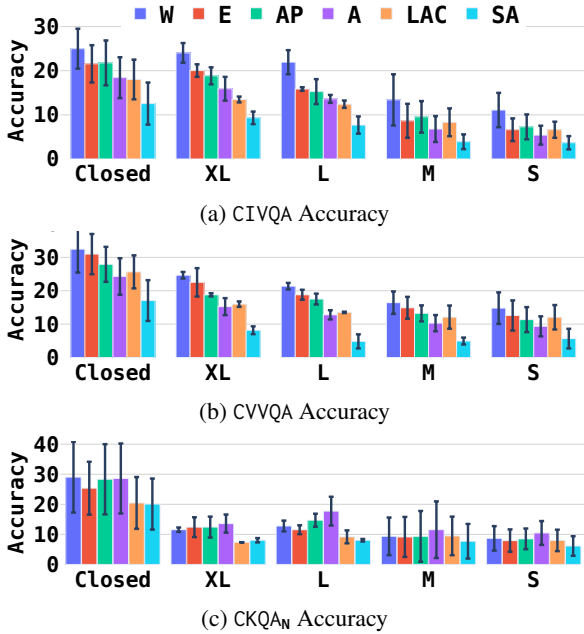 W E AP A LAC SA
Accuracy
30
20
10
0
Closed XL L M S
(a) CIVQA Accuracy
Accuracy
30
20
10
0
Closed XL L M S
(b) CVVQA Accuracy
Accuracy
40
30
20
10
0
Closed XL L M S
(c) CKQA_N Accuracy